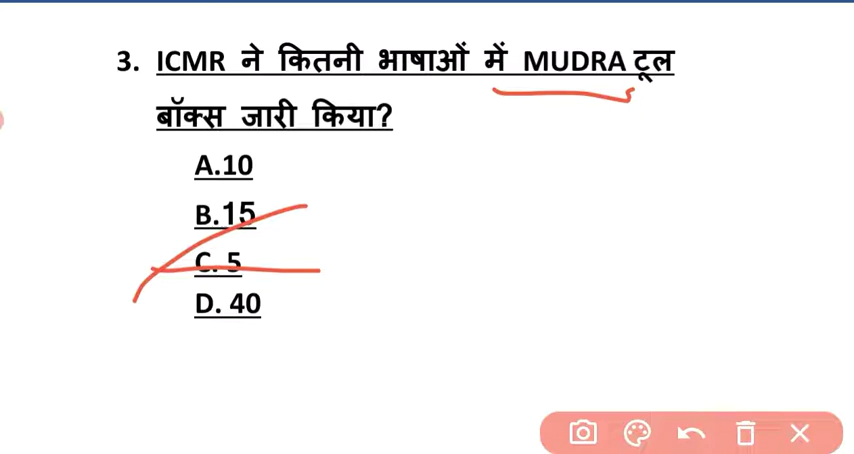 3. ICMR ने कितनी भाषाओं में MUDRA टूल
बॉक्स जारी किया?
A.10
B.15
C. 5
D. 40